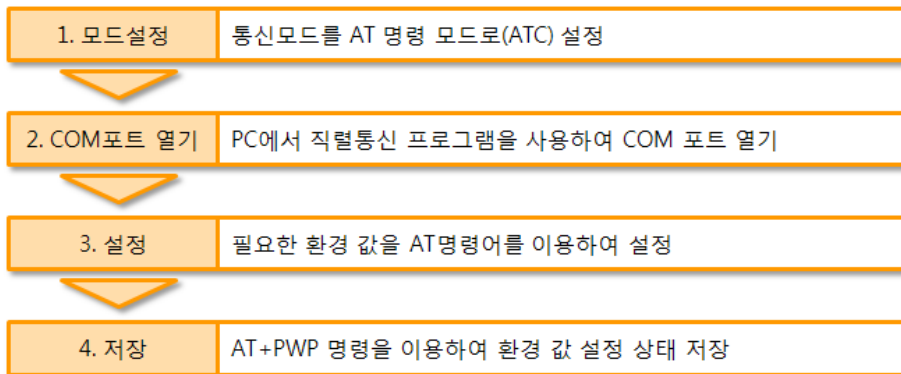 1. 모드설정 통신모드를 AT 명령 모드로(ATC) 설정
2. COM포트 열기 PC에서 직렬통신 프로그램을 사용하여 COM 포트 열기
3. 설정 필요한 환경 값을 AT명령어를 이용하여 설정
4. 저장 AT+PWP 명령을 이용하여 환경 값 설정 상태 저장